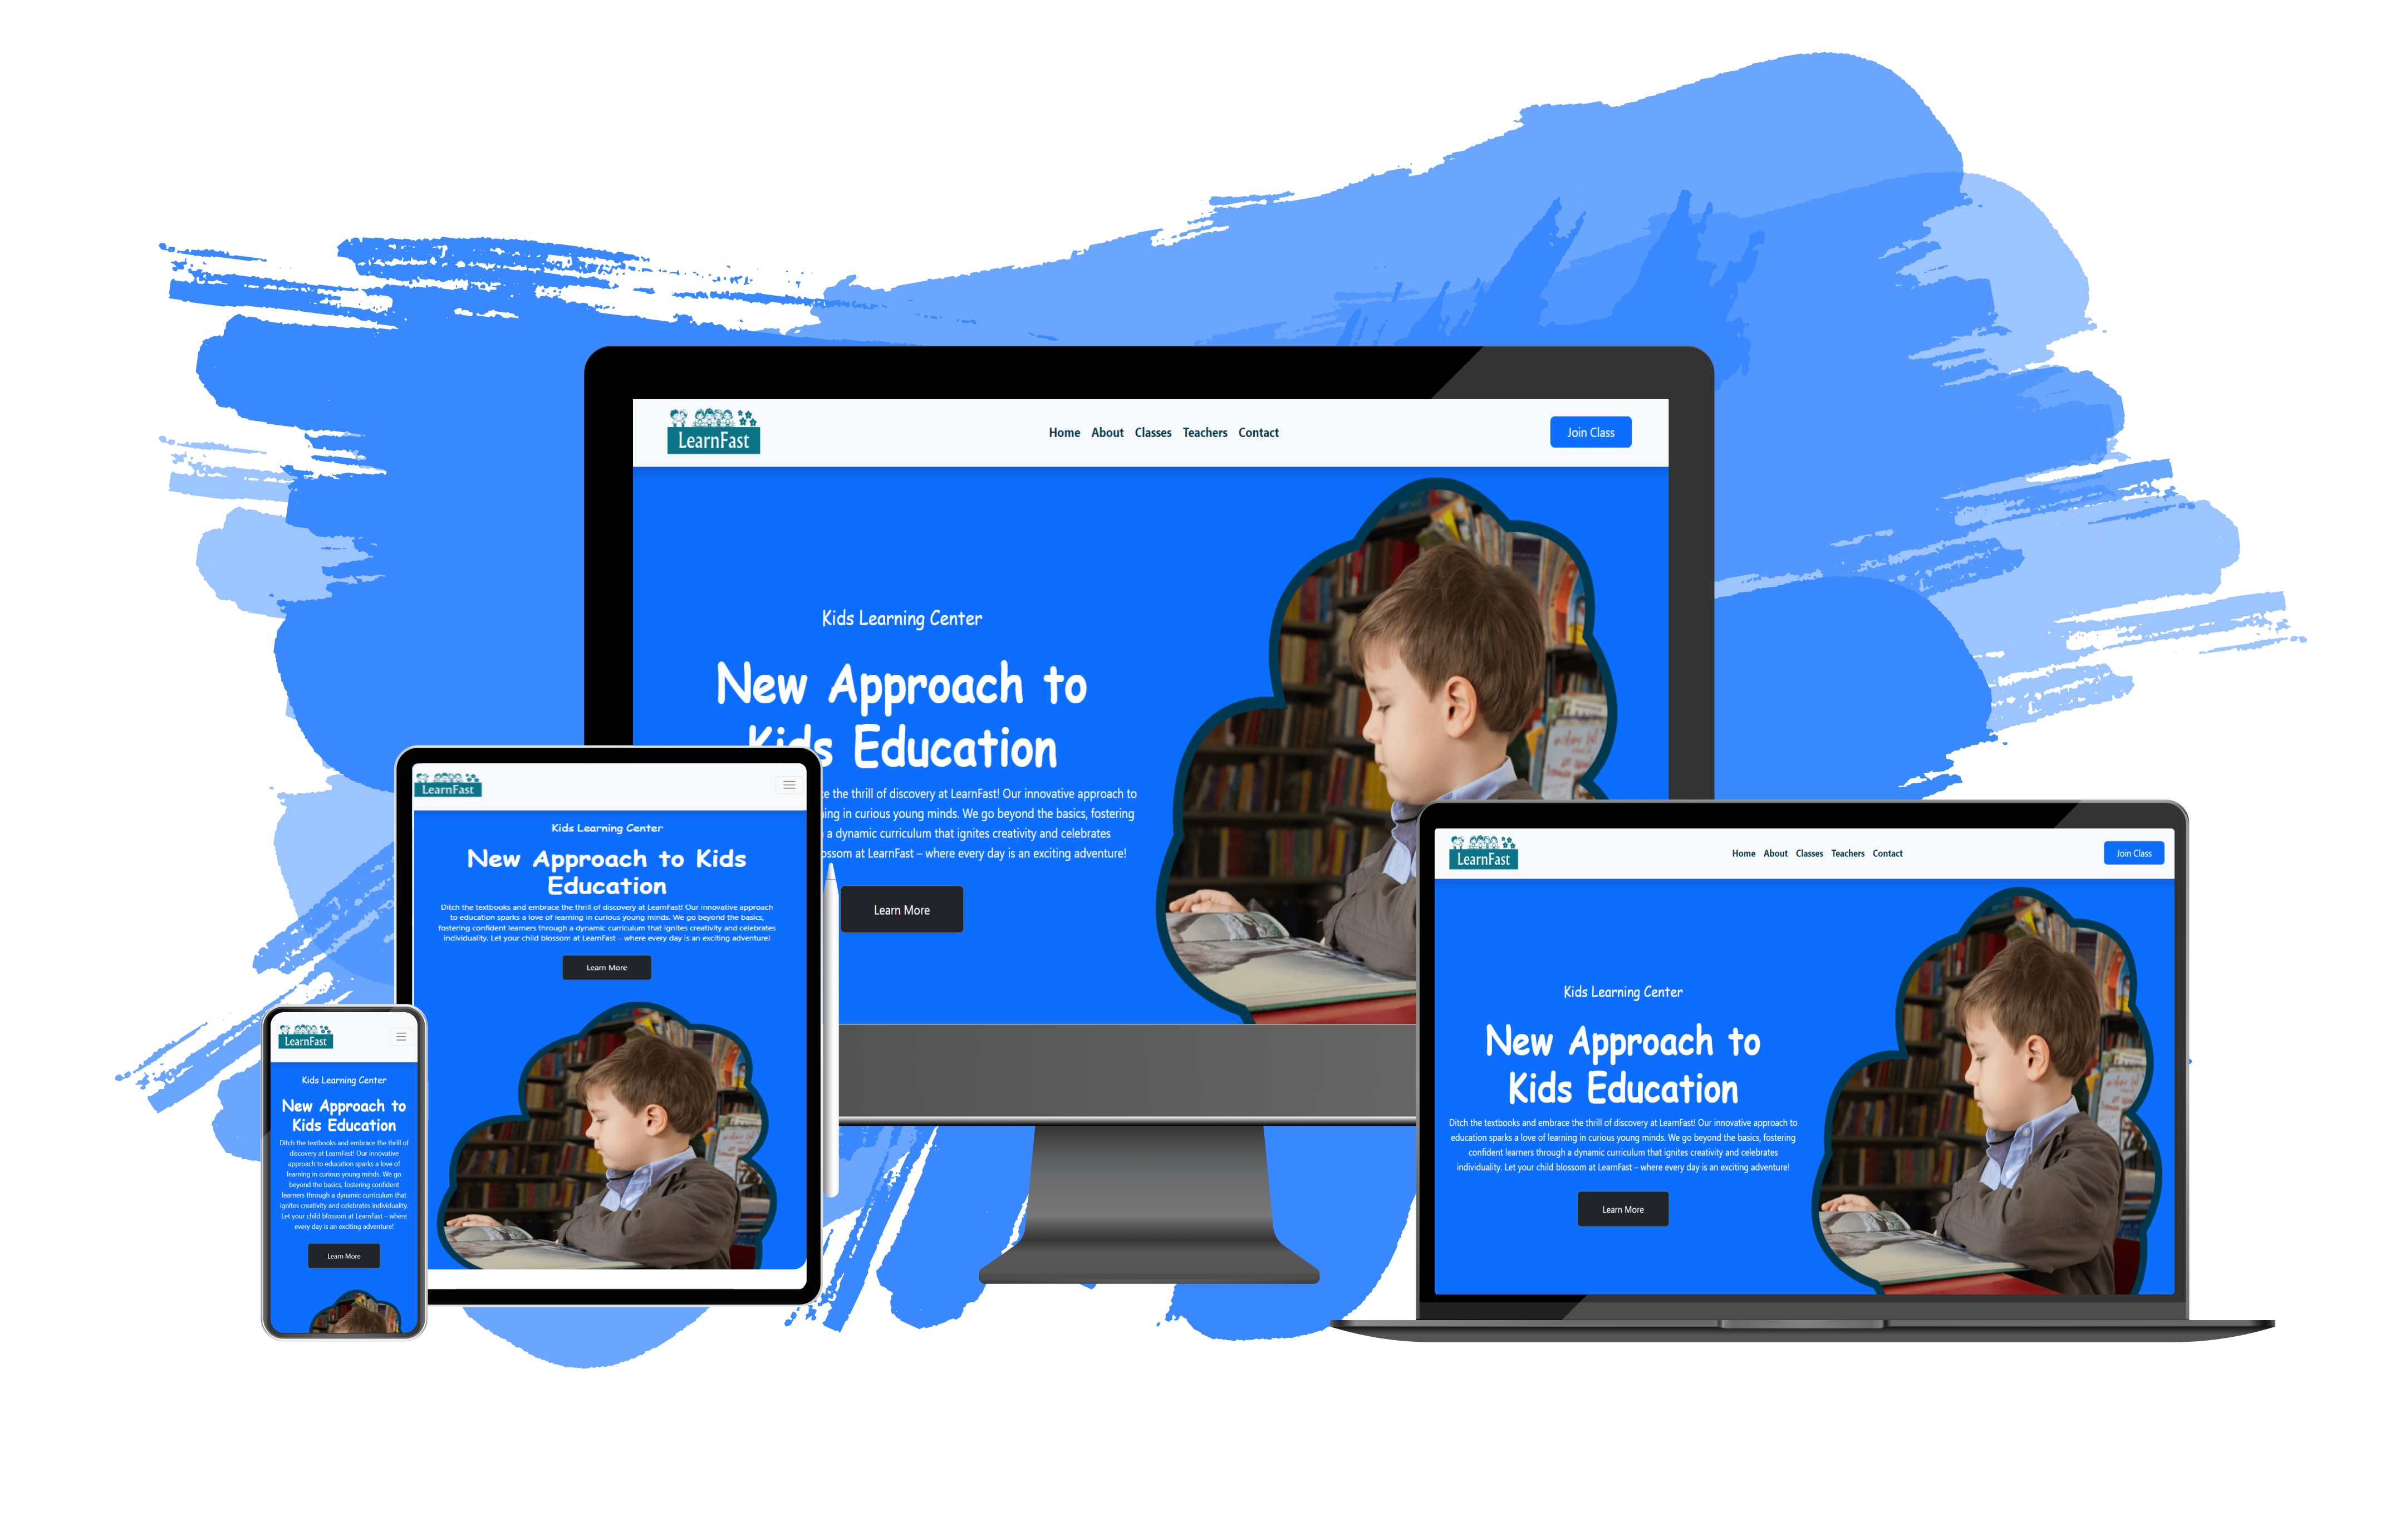 LearnFast
Home About Classes Teachers Contact
Join Class
Kids Learning Center
New Approach to
Kids Education
the thrill of discovery at LearnFast! Our innovative approach to
in curious young minds. We go beyond the basics, fostering
a dynamic curriculum that ignites creativity and celebrates
at LearnFast – where every day is an exciting adventure!
Learn More
LearnFast
Kids Learning Center
New Approach to Kids
Education
Ditch the textbooks and embrace the thrill of discovery at LearnFast! Our innovative approach
to education sparks a love of learning in curious young minds. We go beyond the basics,
fostering confident learners through a dynamic curriculum that ignites creativity and celebrates
individuality. Let your child blossom at LearnFast – where every day is an exciting adventure!
Learn More
LearnFast
Kids Learning Center
New Approach to
Kids Education
Ditch the textbooks and embrace the thrill of
discovery at LearnFast! Our innovative
approach to education sparks a love of
learning in curious young minds. We go
beyond the basics, fostering confident
learners through a dynamic curriculum that
ignites creativity and celebrates individuality.
Let your child blossom at LearnFast – where
every day is an exciting adventure!
Learn More
LearnFast
Home About Classes Teachers Contact
Join Class
Kids Learning Center
New Approach to
Kids Education
Ditch the textbooks and embrace the thrill of discovery at LearnFast! Our innovative approach to
education sparks a love of learning in curious young minds. We go beyond the basics, fostering
confident learners through a dynamic curriculum that ignites creativity and celebrates
individuality. Let your child blossom at LearnFast – where every day is an exciting adventure!
Learn More